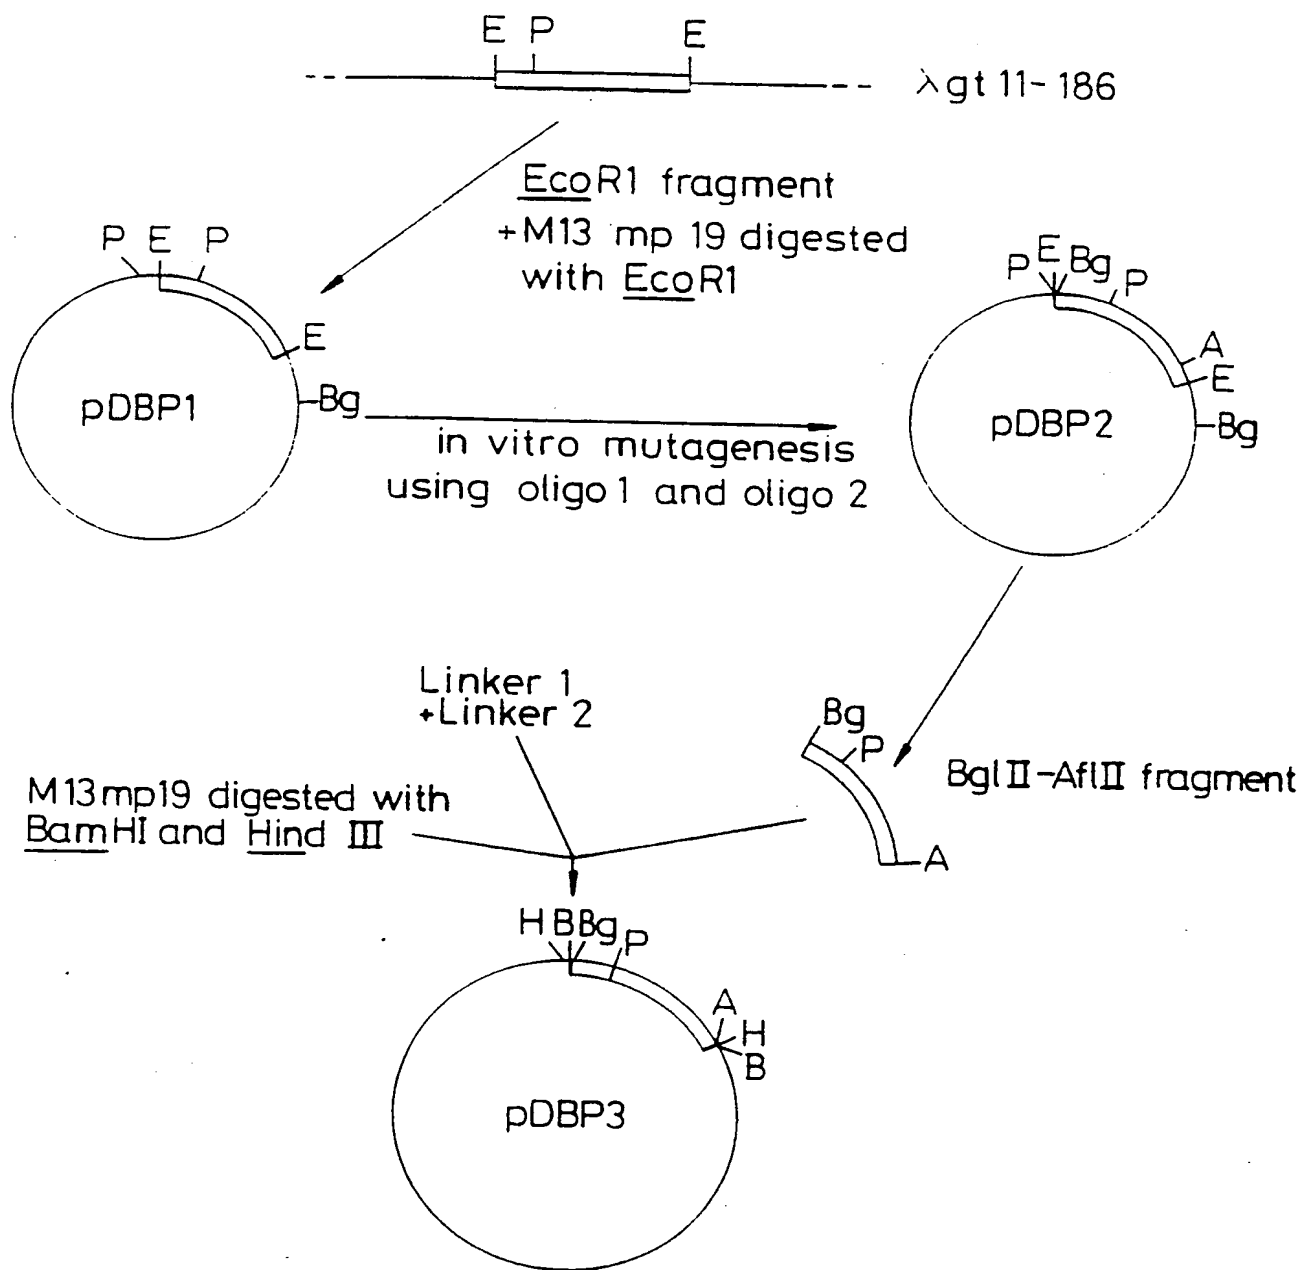 E P E
λgt 11-186
EcoR1 fragment
+M13 mp 19 digested
with EcoR1
P E P
E
Bg
pDBP1
in vitro mutagenesis
using oligo 1 and oligo 2
P E Bg P
A
E
Bg
pDBP2
Linker 1
+Linker 2
M13mp19 digested with
BamHI and Hind III
Bg
P
A
BglII-AflII fragment
H B Bg P
A
H
B
pDBP3